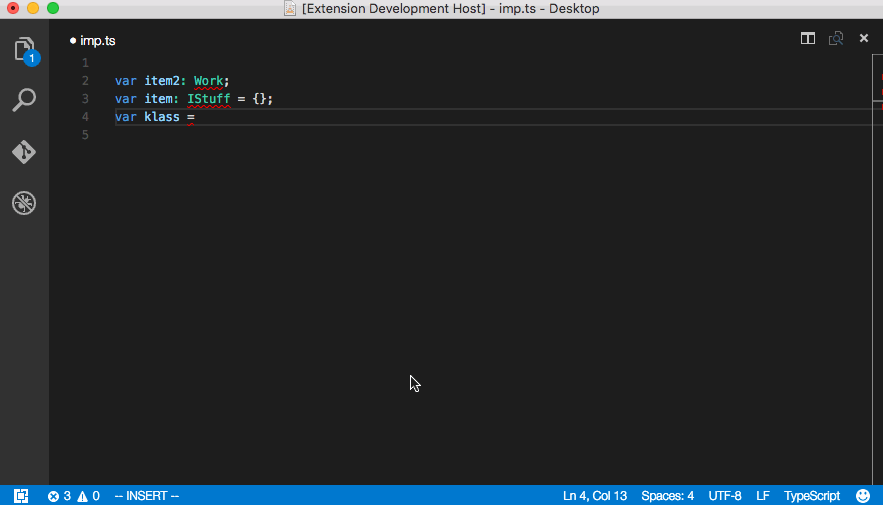 [Extension Development Host] - imp.ts - Desktop
● imp.ts
1
1
2 var item2: Work;
3 var item: IStuff = {};
4 var klass =
5
3 0 -- INSERT -- Ln 4, Col 13 Spaces: 4 UTF-8 LF TypeScript